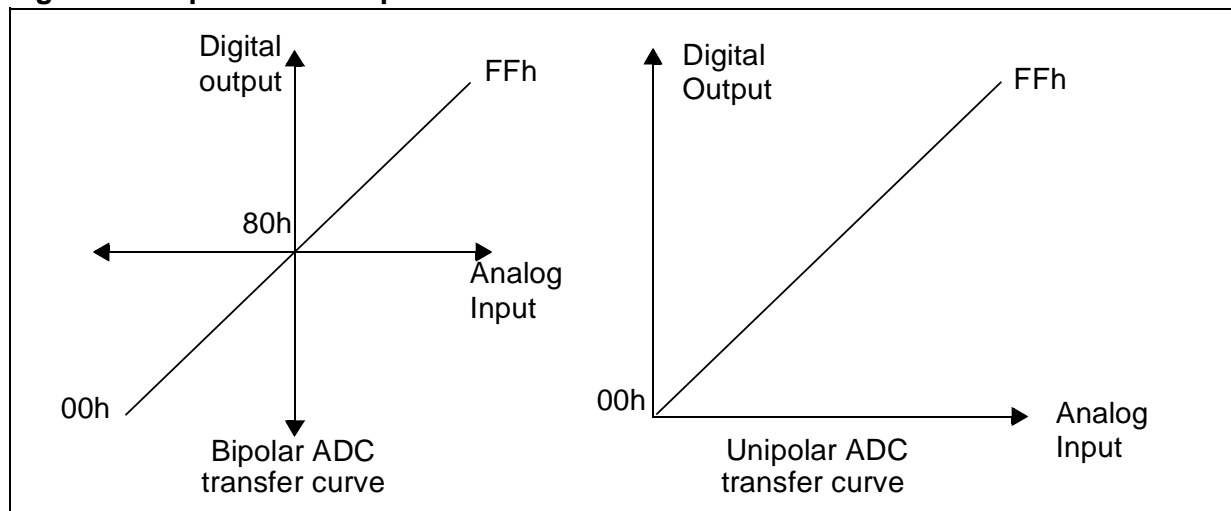 Digital
output
FFh
80h
Analog
Input
00h
Bipolar ADC
transfer curve
Digital
Output
FFh
00h
Analog
Input
Unipolar ADC
transfer curve